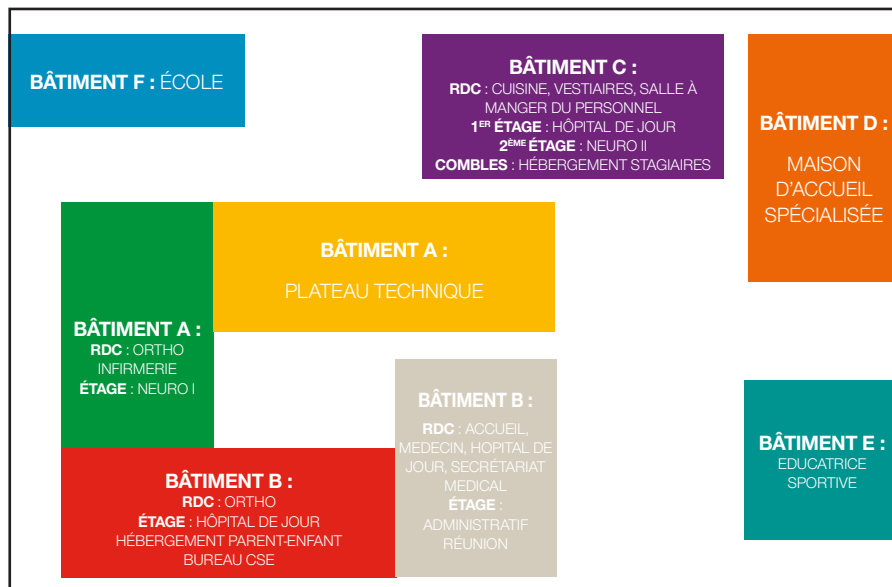 BÂTIMENT F : ÉCOLE
BÂTIMENT C :
RDC : CUISINE, VESTIAIRES, SALLE À
MANGER DU PERSONNEL
1ER ÉTAGE : HÔPITAL DE JOUR
2ÈME ÉTAGE : NEURO II
COMBLES : HÉBERGEMENT STAGIAIRES
BÂTIMENT D :
MAISON
D'ACCUEIL
SPÉCIALISÉE
BÂTIMENT A :
PLATEAU TECHNIQUE
BÂTIMENT A :
RDC : ORTHO
INFIRMERIE
ÉTAGE : NEURO I
BÂTIMENT B :
RDC : ACCUEIL,
MEDECIN, HOPITAL DE
JOUR, SECRÉTARIAT
MEDICAL
ÉTAGE :
ADMINISTRATIF
RÉUNION
BÂTIMENT E :
EDUCATRICE
SPORTIVE
BÂTIMENT B :
RDC : ORTHO
ÉTAGE : HÔPITAL DE JOUR
HÉBERGEMENT PARENT-ENFANT
BUREAU CSE